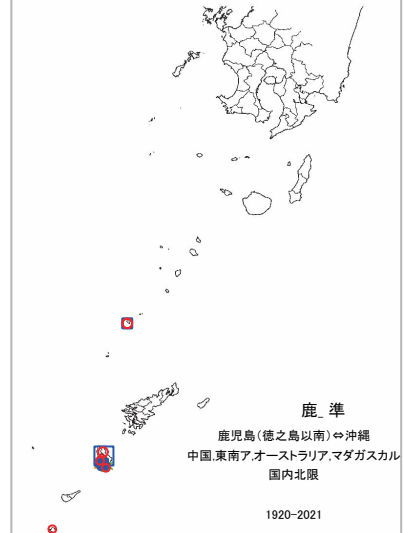 鹿_ 準
鹿児島（徳之島以南）⇔沖縄
中国,東南ア,オーストラリア,マダガスカル
国内北限
1920-2021